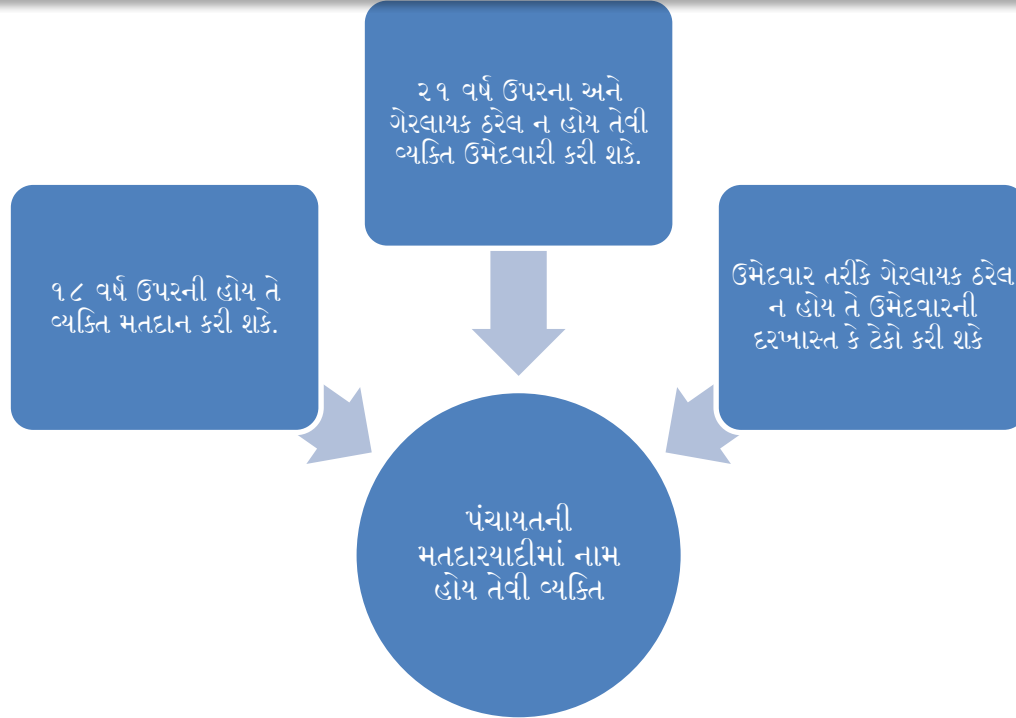 ૨૧ વર્ષ ઉપરના અને
ગેરલાયક ઠરેલ ન હોય તેવી
વ્યક્તિ ઉમેદવારી કરી શકે.
૧૮ વર્ષ ઉપરની હોય તે
વ્યક્તિ મતદાન કરી શકે.
ઉમેદવાર તરીકે ગેરલાયક ઠરેલ
ન હોય તે ઉમેદવારની
દરખાસ્ત કે ટેકો કરી શકે
પંચાયતની
મતદારયાદીમાં નામ
હોય તેવી વ્યક્તિ